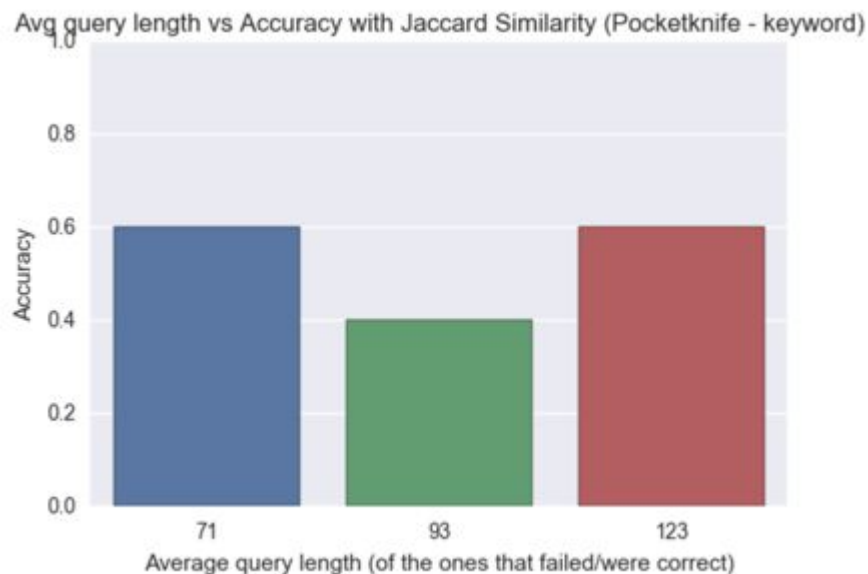 Avg query length vs Accuracy with Jaccard Similarity (Pocketknife - keyword)
1.0
0.8
0.6
0.4
0.2
0.0
Accuracy
71 93 123
Average query length (of the ones that failed/were correct)